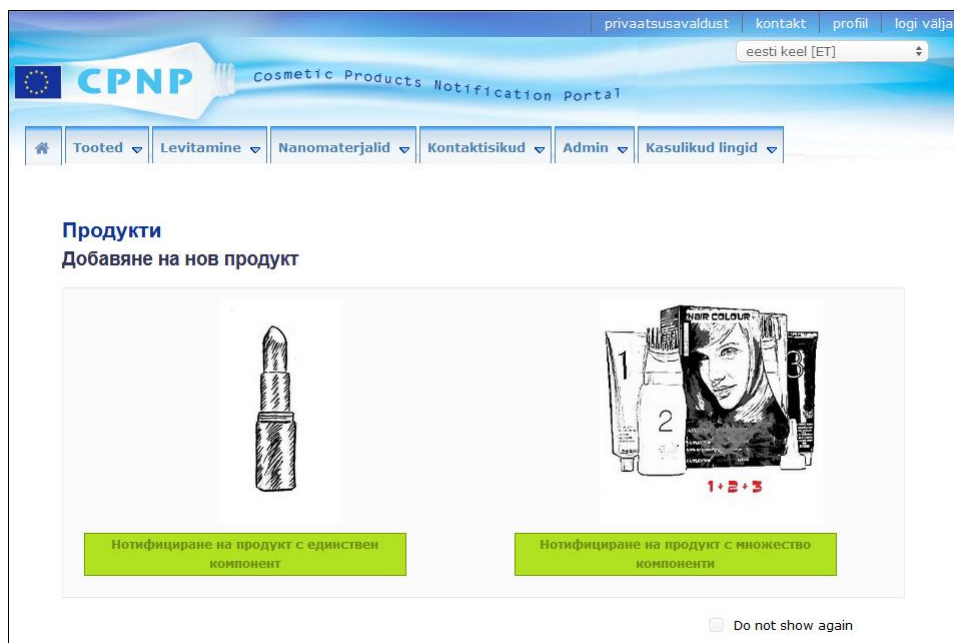 privaatsusavaldust kontakt profiil logi välja
eesti keel [ET]
CPNP Cosmetic Products Notification Portal
Tooted Levitamine Nanomaterjalid Kontaktisikud Admin Kasulikud lingid
Продукти
Добавяне на нов продукт
HAIR COLOUR
1
2
3
1+2+3
Нотифициране на продукт с единствен
компонент
Нотифициране на продукт с множество
компоненти
Do not show again